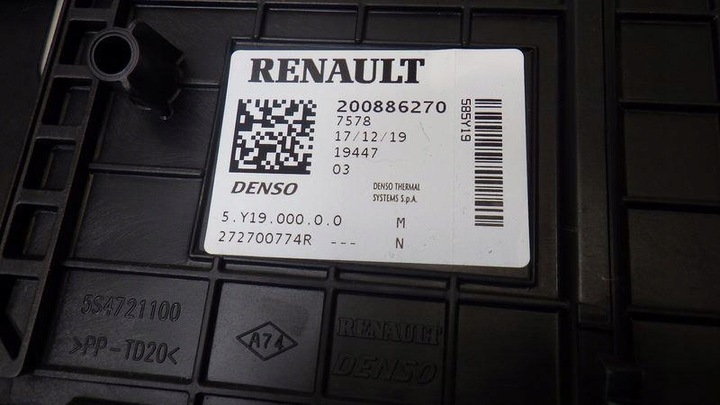 RENAULT
200886270
7578
17/12/19
19447
03
585Y19
DENSO
DENSO THERMAL
SYSTEMS S.p.A.
5.Y19.000.0.0 M
272700774R --- N
5S4721100
>PP-TD20<
A74
RENAULT
DENSO